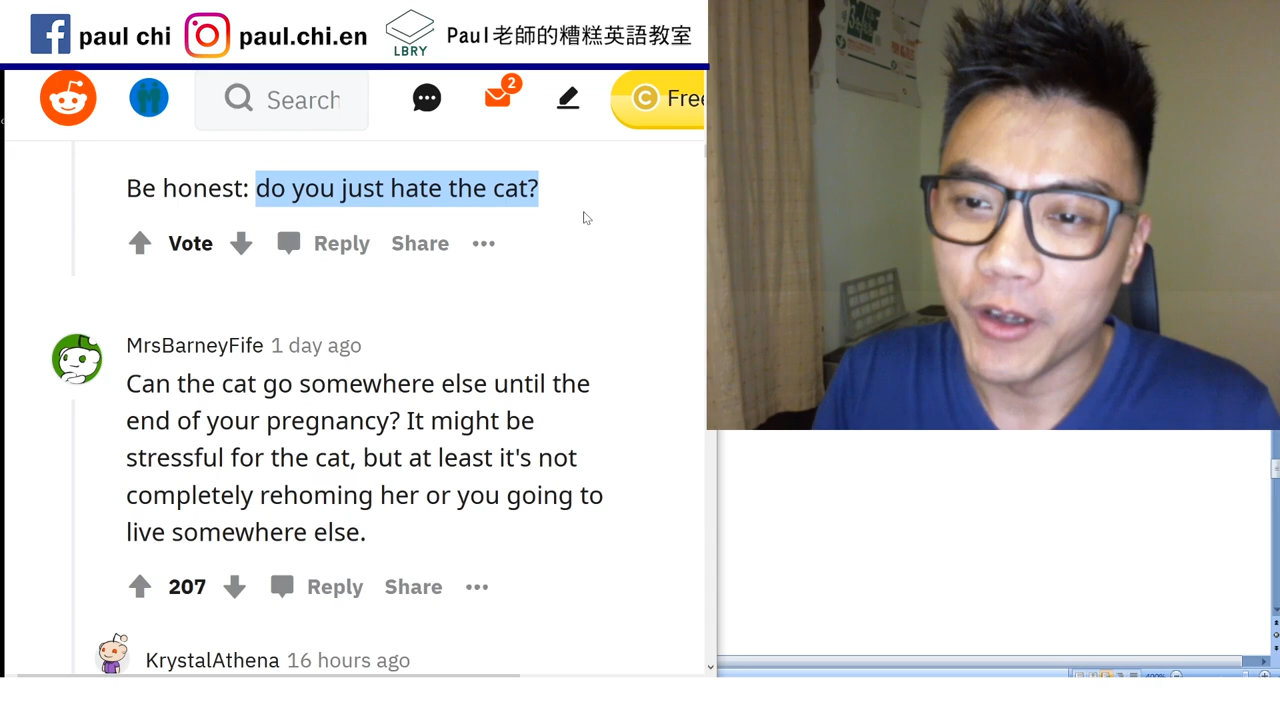 paul chi paul.chi.en LBRY Paul老師的糟糕英語教室
Search 2 Free
Be honest: do you just hate the cat?
Vote Reply Share
MrsBarneyFife 1 day ago
Can the cat go somewhere else until the
end of your pregnancy? It might be
stressful for the cat, but at least it's not
completely rehoming her or you going to
live somewhere else.
207 Reply Share
KrystalAthena 16 hours ago